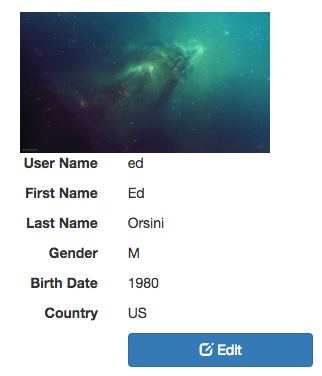 User Name ed
First Name Ed
Last Name Orsini
Gender M
Birth Date 1980
Country US
Edit